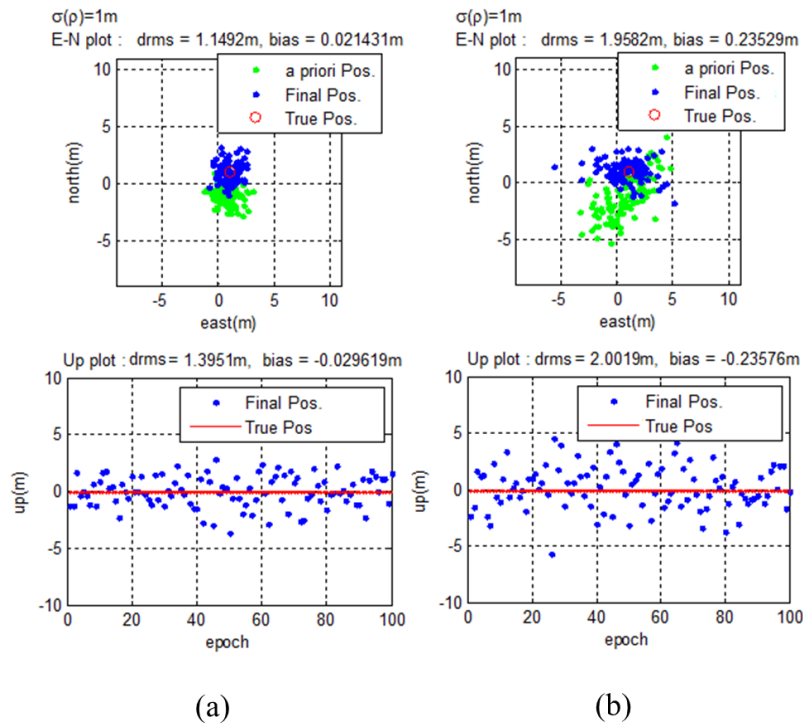 σ(ρ)=1m
E-N plot : drms = 1.1492m, bias = 0.021431m
a priori Pos.
Final Pos.
True Pos.
10
5
0
-5
north(m)
-5 0 5 10
east(m)
Up plot : drms = 1.3951m, bias = -0.029619m
Final Pos.
True Pos
10
5
0
-5
-10
up(m)
0 20 40 60 80 100
epoch
(a)
σ(ρ)=1m
E-N plot : drms = 1.9582m, bias = 0.23529m
a priori Pos.
Final Pos.
True Pos.
10
5
0
-5
north(m)
-5 0 5 10
east(m)
Up plot : drms = 2.0019m, bias = -0.23576m
Final Pos.
True Pos
10
5
0
-5
-10
up(m)
0 20 40 60 80 100
epoch
(b)